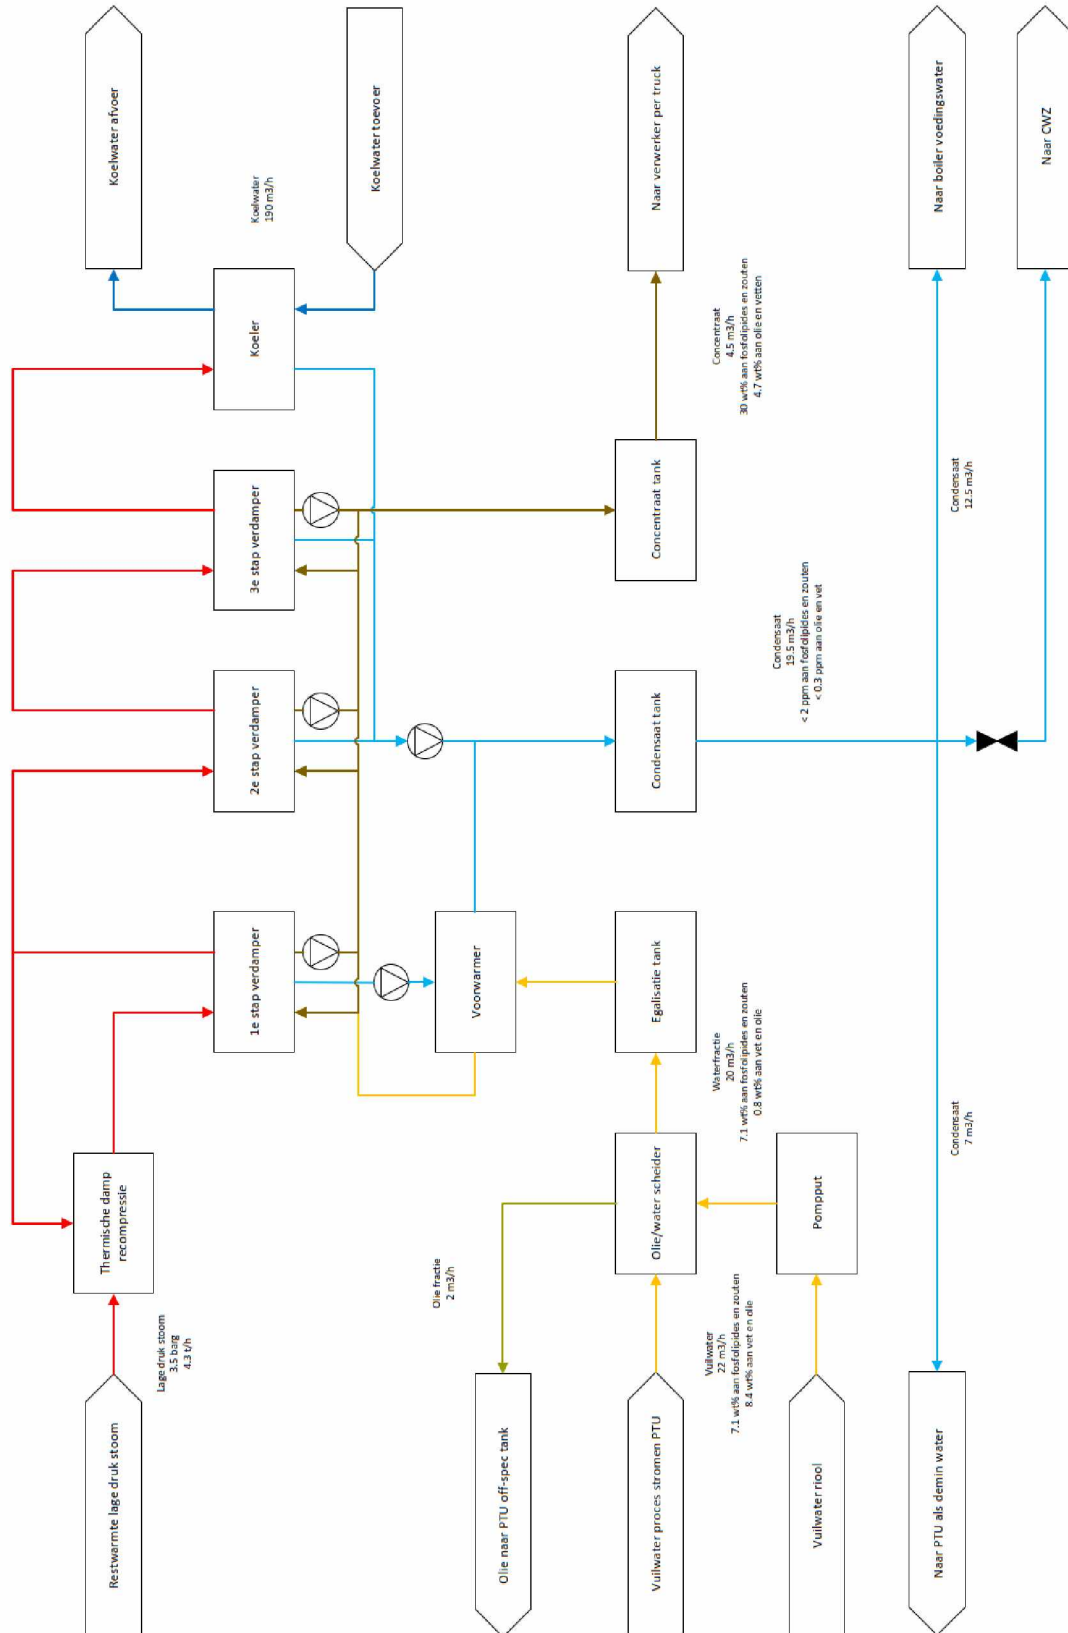 Koelwater afvoer
Koelwater
190 m3/h
Koelwater toevoer
Naar verwerker per truck
Naar boiler voedingswater
Naar CWZ
Koeler
Concentraat
4.5 m3/h
30 wt% aan fosfolipides en zouten
4.7 wt% aan olie en vetten
3e stap verdamper
Concentraat tank
Condensaat
12.5 m3/h
2e stap verdamper
Condensaat tank
Condensaat
19.5 m3/h
< 2 ppm aan fosfolipides en zouten
< 0.3 ppm aan olie en vet
1e stap verdamper
Voorwarmer
Egalisatie tank
Waterfractie
20 m3/h
7.1 wt% aan fosfolipides en zouten
0.8 wt% aan vet en olie
Thermische damp
recompressie
Olie/water scheider
Pompput
Condensaat
7 m3/h
Lage druk stoom
3.5 barg
4.3 t/h
Olie fractie
2 m3/h
Vuilwater
22 m3/h
7.1 wt% aan fosfolipides en zouten
8.4 wt% aan vet en olie
Restwarmte lage druk stoom
Olie naar PTU off-spec tank
Vuilwater proces stromen PTU
Vuilwater riool
Naar PTU als demin water